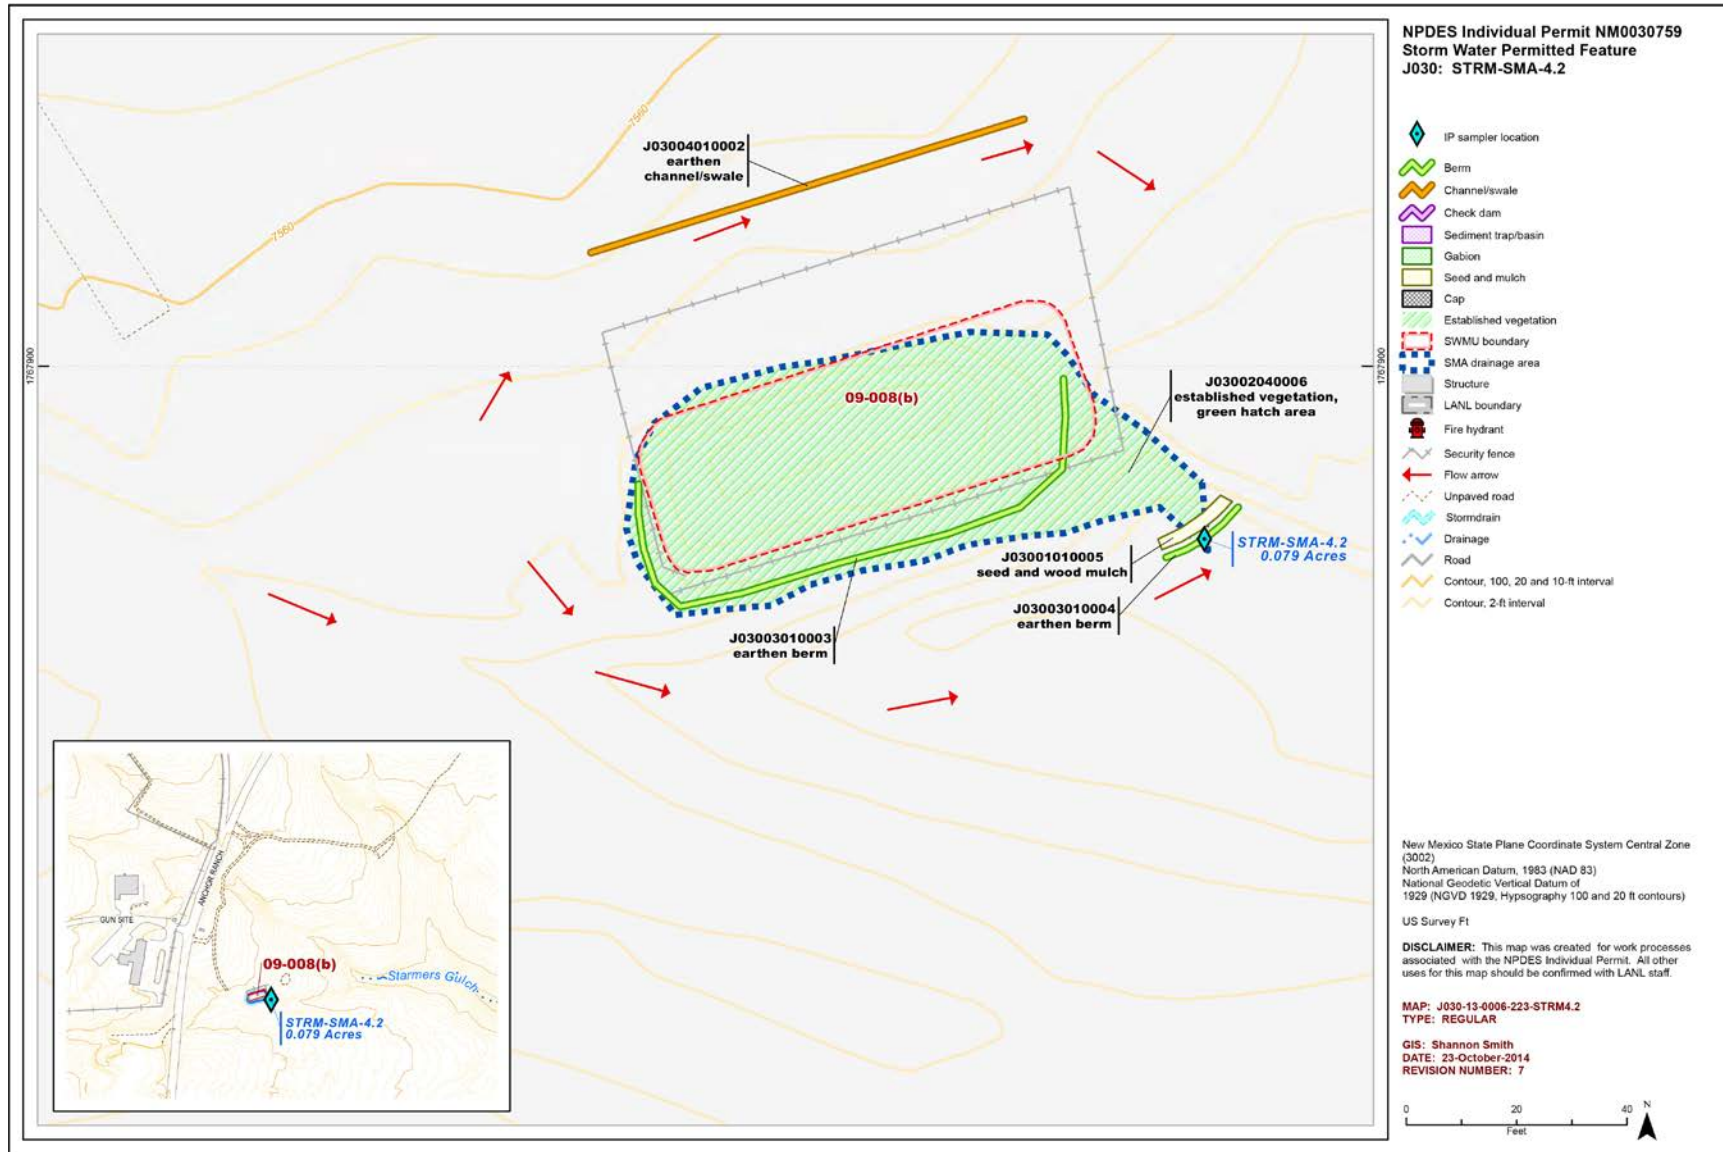 NPDES Individual Permit NM0030759
Storm Water Permitted Feature
J030: STRM-SMA-4.2
IP sampler location
Berm
Channel/swale
Check dam
Sediment trap/basin
Gabion
Seed and mulch
Cap
Established vegetation
SWMU boundary
SMA drainage area
Structure
LANL boundary
Fire hydrant
Security fence
Flow arrow
Unpaved road
Stormdrain
Drainage
Road
Contour, 100, 20 and 10-ft interval
Contour, 2-ft interval
7560
7560
J03004010002
earthen
channel/swale
1767900
1767900
09-008(b)
J03002040006
established vegetation,
green hatch area
STRM-SMA-4.2
0.079 Acres
J03001010005
seed and wood mulch
J03003010004
earthen berm
J03003010003
earthen berm
ANCHOR RANCH
GUN SITE
09-008(b)
Starmers Gulch
STRM-SMA-4.2
0.079 Acres
New Mexico State Plane Coordinate System Central Zone
(3002)
North American Datum, 1983 (NAD 83)
National Geodetic Vertical Datum of
1929 (NGVD 1929, Hypsography 100 and 20 ft contours)
US Survey Ft
DISCLAIMER: This map was created for work processes
associated with the NPDES Individual Permit. All other
uses for this map should be confirmed with LANL staff.
MAP: J030-13-0006-223-STRM4.2
TYPE: REGULAR
GIS: Shannon Smith
DATE: 23-October-2014
REVISION NUMBER: 7
0 20 40
Feet
N